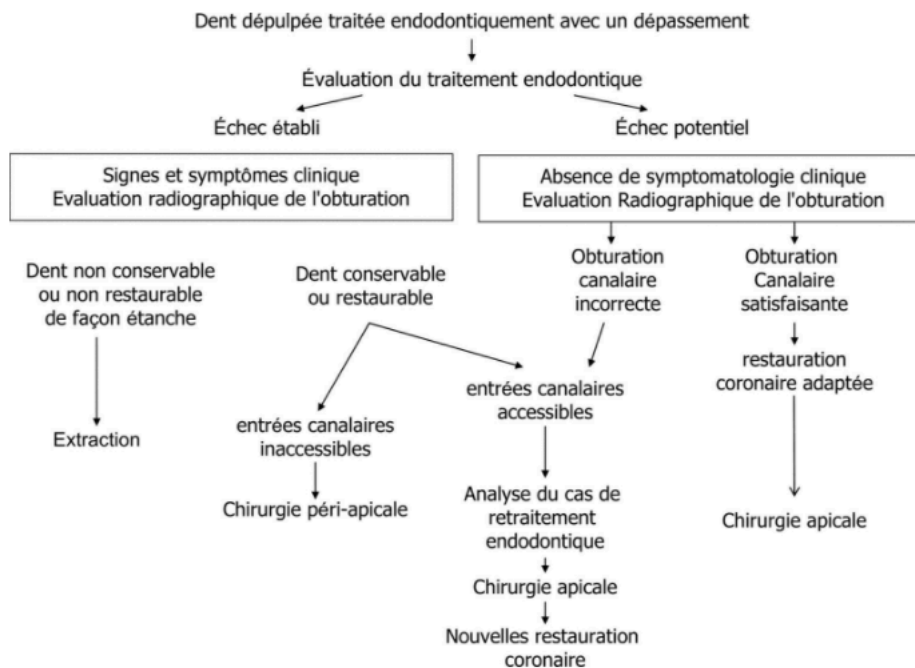 Dent dépulpée traitée endodontiquement avec un dépassement
Évaluation du traitement endodontique
Échec établi
Échec potentiel
Signes et symptômes clinique
Evaluation radiographique de l'obturation
Absence de symptomatologie clinique
Evaluation Radiographique de l'obturation
Dent non conservable
ou non restaurable
de façon étanche
Dent conservable
ou restaurable
Obturation
canalaire
incorrecte
Obturation
Canalaire
satisfaisante
restauration
coronaire adaptée
entrées canalaires
accessibles
entrées canalaires
inaccessibles
Extraction
Chirurgie péri-apicale
Analyse du cas de
retraitement
endodontique
Chirurgie apicale
Chirurgie apicale
Nouvelles restauration
coronaire